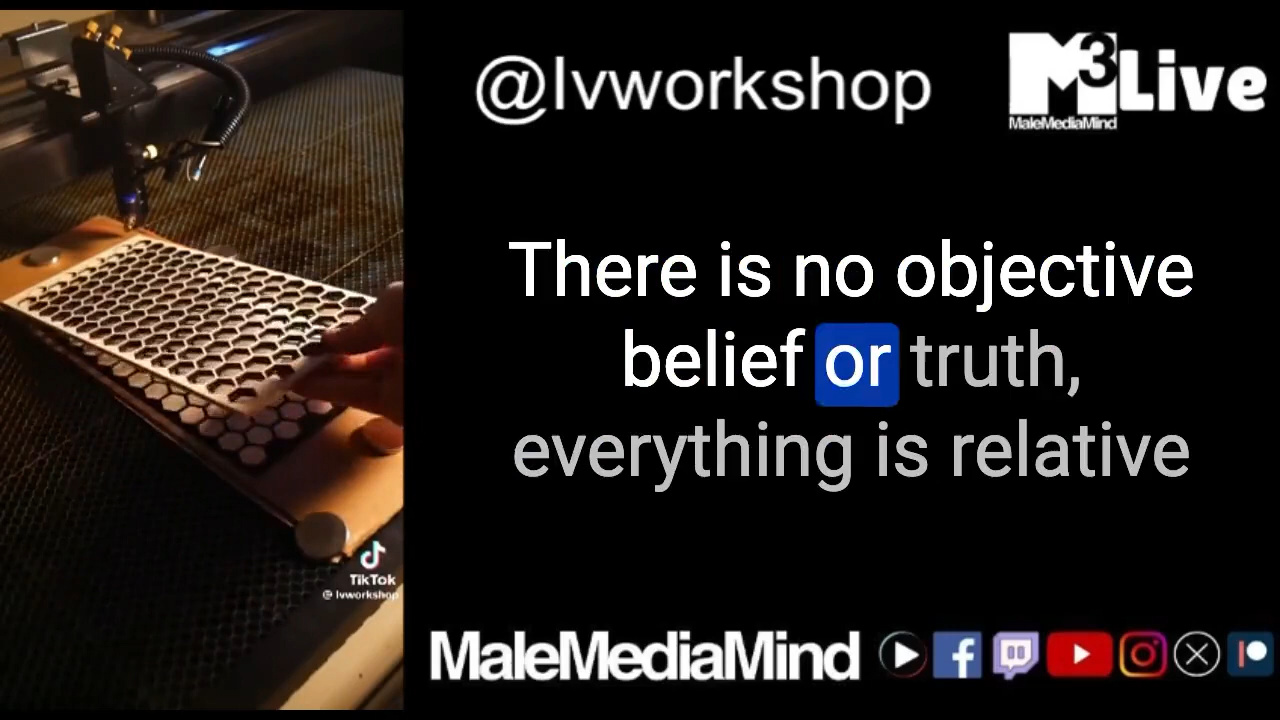 @lvworkshop
M3Live
MaleMediaMind
There is no objective
belief or truth,
everything is relative
TikTok
@ lvworkshop
MaleMediaMind